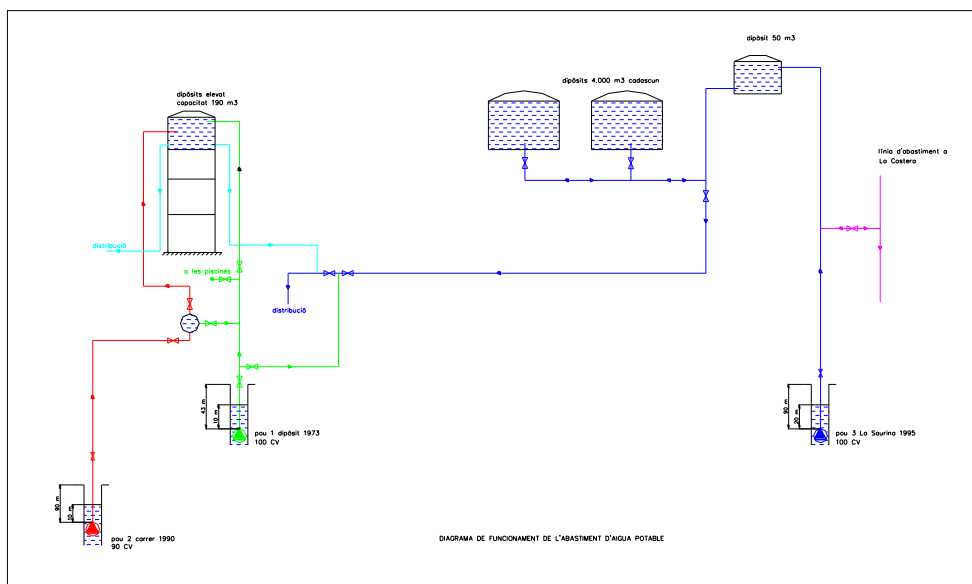 dipòsit 50 m3
dipòsits 4.000 m3 cadascun
dipòsits elevat
capacitat 190 m3
línia d'abastiment a
La Costera
distribució
a les piscines
distribució
43 m
10 m
pou 1 dipòsit 1973
100 CV
90 m
20 m
pou 3 La Saurina 1995
100 CV
90 m
10 m
pou 2 carrer 1990
90 CV
DIAGRAMA DE FUNCIONAMENT DE L'ABASTIMENT D'AIGUA POTABLE